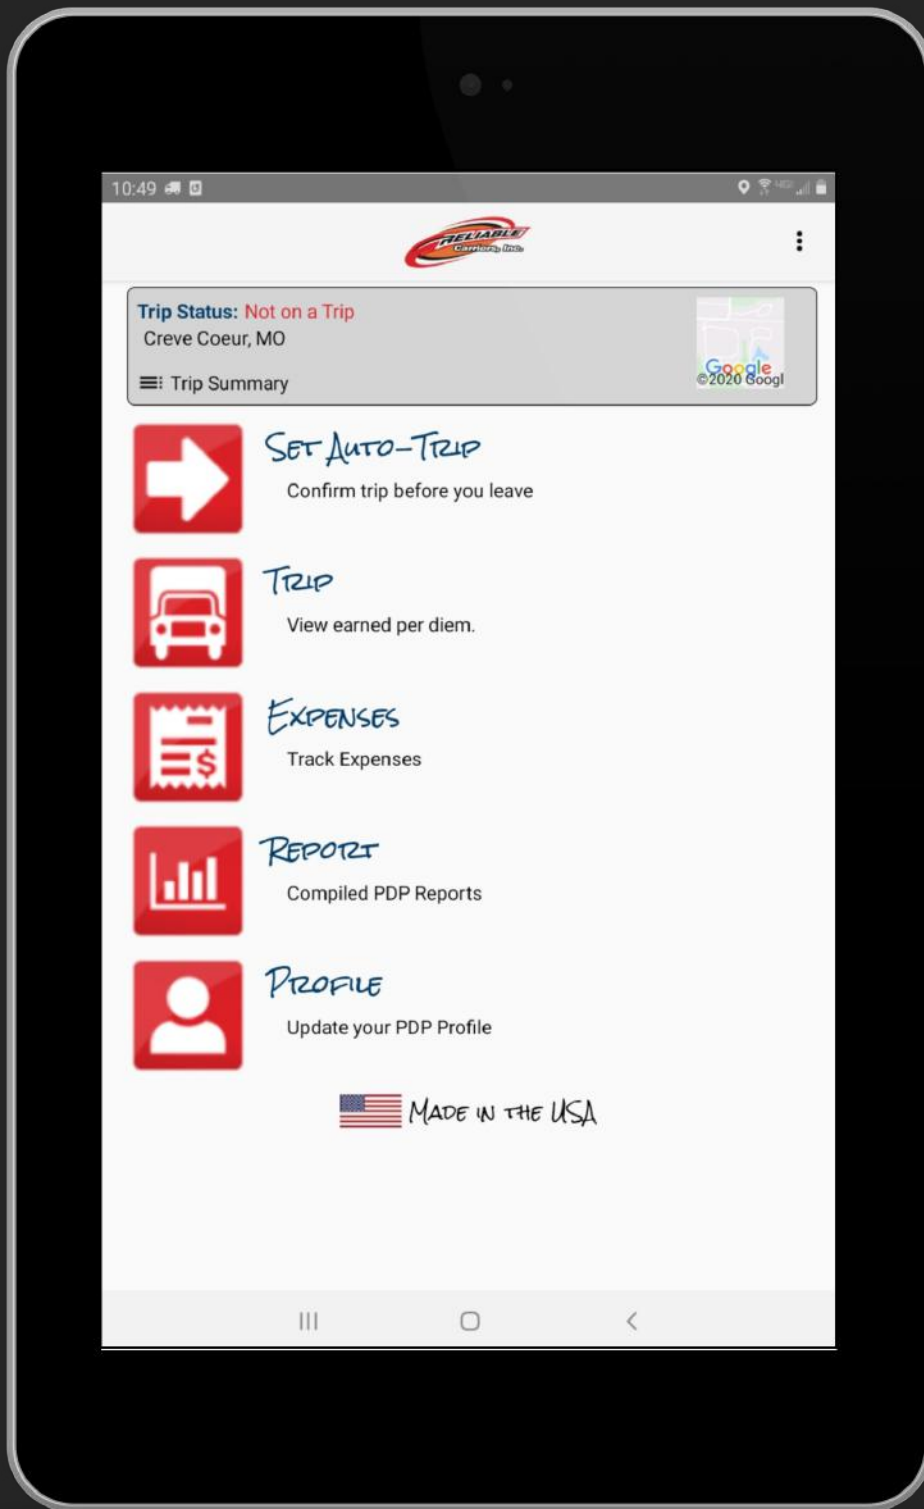 10:49
RELIABLE
Carriers, Inc.
Trip Status: Not on a Trip
Creve Coeur, MO
Trip Summary
Google
©2020 Googl
SET AUTO-TRIP
Confirm trip before you leave
TRIP
View earned per diem.
EXPENSES
Track Expenses
$
REPORT
Compiled PDP Reports
PROFILE
Update your PDP Profile
MADE IN THE USA